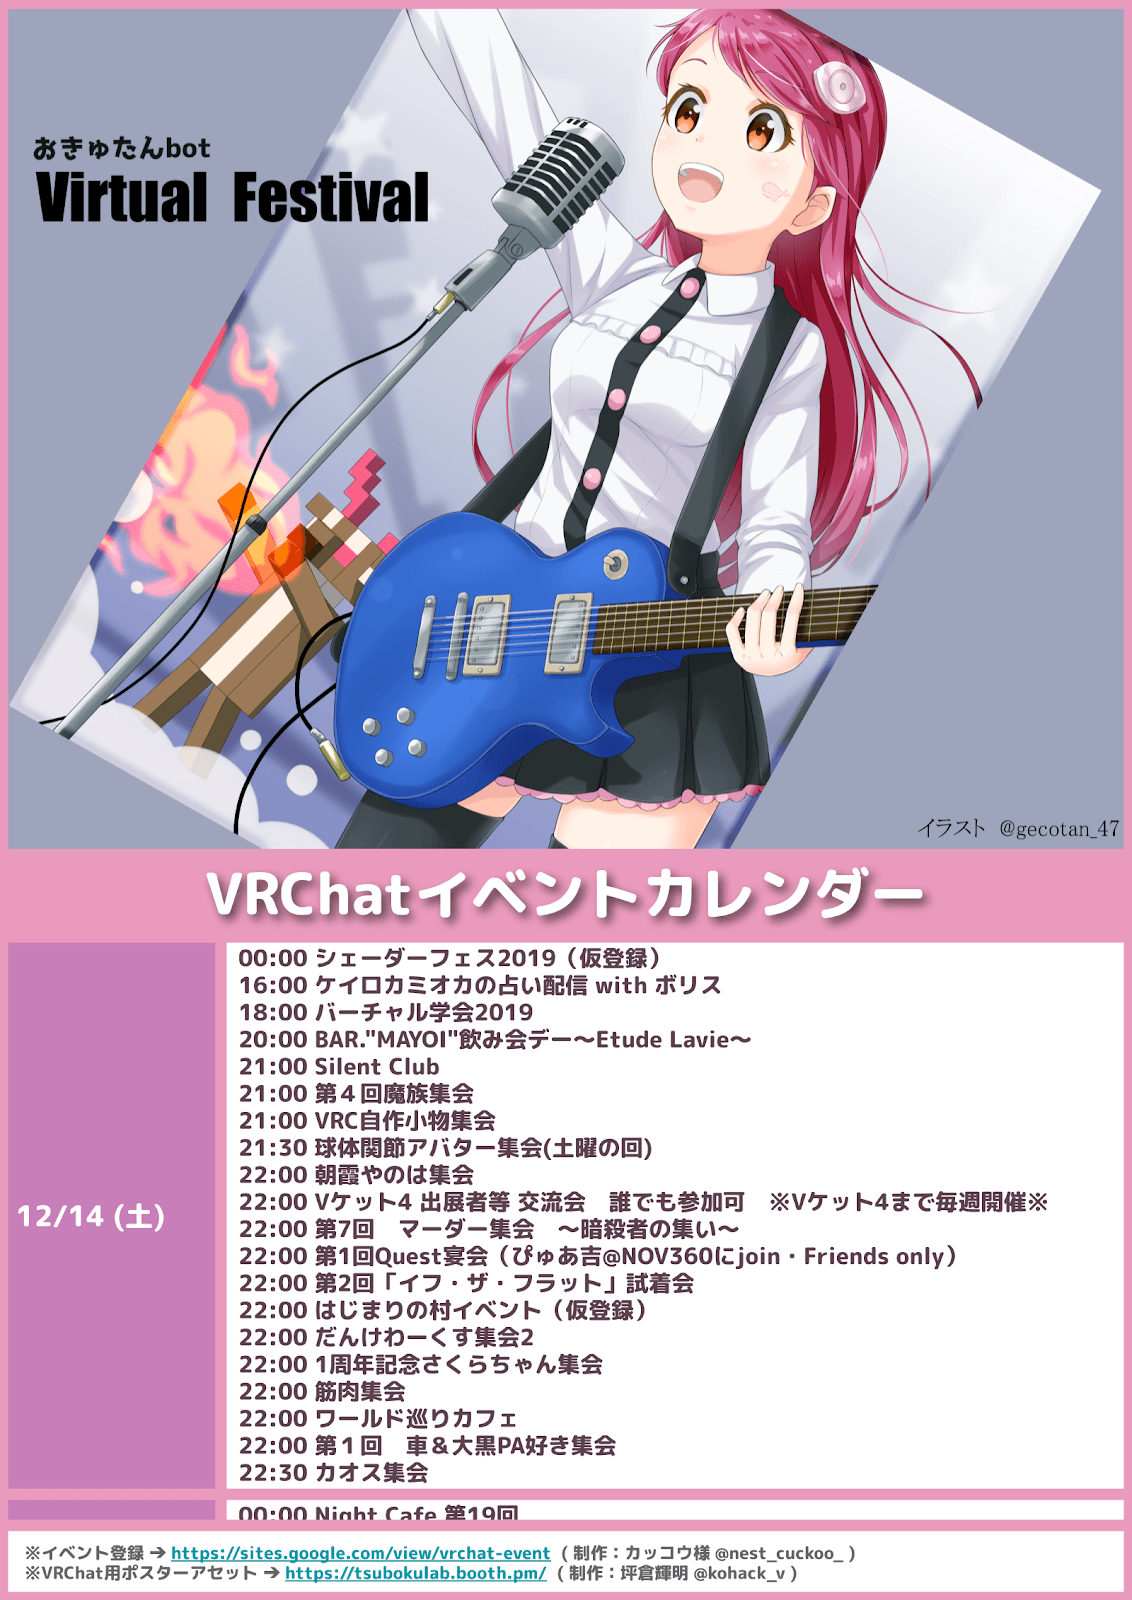 おきゅたんbot
Virtual Festival
イラスト @gecotan_47
VRChatイベントカレンダー
12/14 (土)
00:00 シェーダーフェス2019（仮登録）
16:00 ケイロカミオカの占い配信 with ボリス
18:00 バーチャル学会2019
20:00 BAR."MAYOI"飲み会デー～Etude Lavie～
21:00 Silent Club
21:00 第４回魔族集会
21:00 VRC自作小物集会
21:30 球体関節アバター集会(土曜の回)
22:00 朝霞やのは集会
22:00 Vケット4 出展者等 交流会　誰でも参加可　※Vケット4まで毎週開催※
22:00 第7回　マーダー集会　～暗殺者の集い～
22:00 第1回Quest宴会（ぴゅあ吉@NOV360にjoin・Friends only）
22:00 第2回「イフ・ザ・フラット」試着会
22:00 はじまりの村イベント（仮登録）
22:00 だんけわーくす集会2
22:00 1周年記念さくらちゃん集会
22:00 筋肉集会
22:00 ワールド巡りカフェ
22:00 第１回　車＆大黒PA好き集会
22:30 カオス集会
00:00 Night Cafe 第19回
※イベント登録 → https://sites.google.com/view/vrchat-event （制作：カッコウ様 @nest_cuckoo_）
※VRChat用ポスターアセット → https://tsubokulab.booth.pm/ （制作：坪倉輝明 @kohack_v）